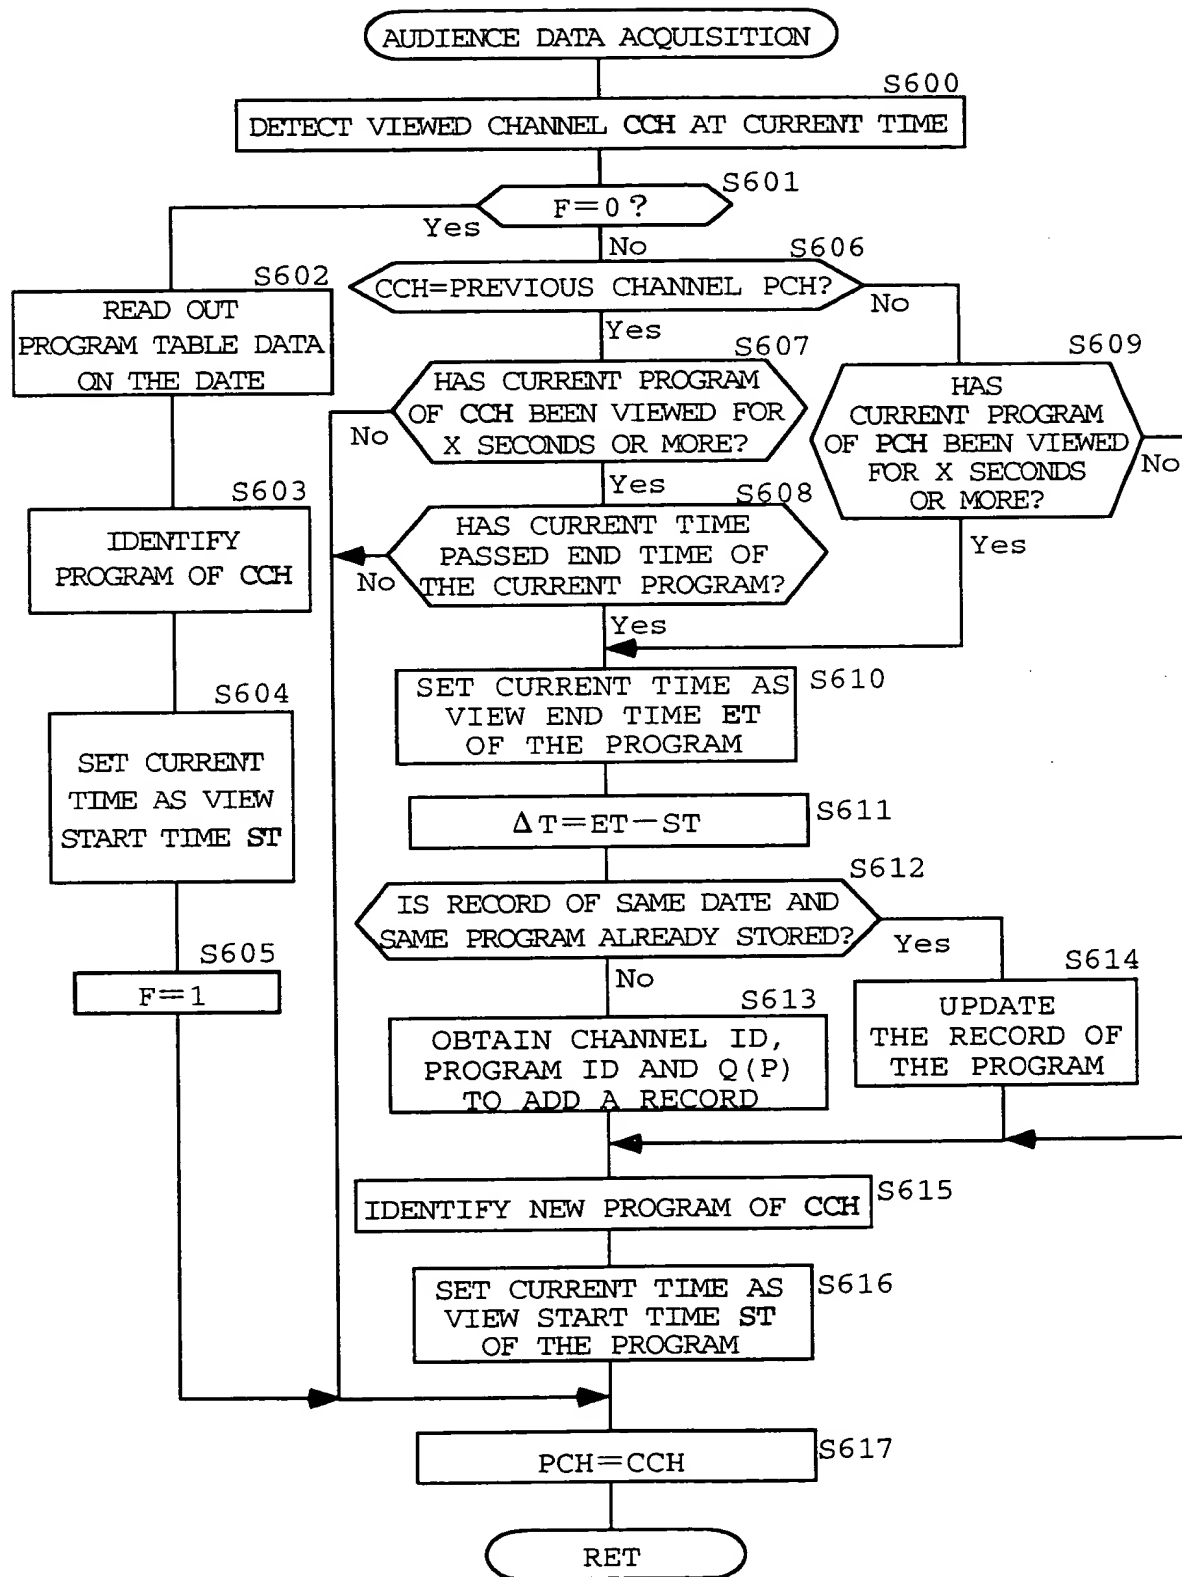 AUDIENCE DATA ACQUISITION
S600
DETECT VIEWED CHANNEL CCH AT CURRENT TIME
S601
F=0?
Yes
No
S606
CCH=PREVIOUS CHANNEL PCH?
No
Yes
S602
READ OUT
PROGRAM TABLE DATA
ON THE DATE
S607
HAS CURRENT PROGRAM
OF CCH BEEN VIEWED FOR
X SECONDS OR MORE?
No
Yes
S609
HAS
CURRENT PROGRAM
OF PCH BEEN VIEWED
FOR X SECONDS
OR MORE?
No
Yes
S603
IDENTIFY
PROGRAM OF CCH
S608
HAS CURRENT TIME
PASSED END TIME OF
THE CURRENT PROGRAM?
No
Yes
S604
SET CURRENT
TIME AS VIEW
START TIME ST
S610
SET CURRENT TIME AS
VIEW END TIME ET
OF THE PROGRAM
S611
ΔT=ET−ST
S612
IS RECORD OF SAME DATE AND
SAME PROGRAM ALREADY STORED?
Yes
No
S605
F=1
S613
OBTAIN CHANNEL ID,
PROGRAM ID AND Q(P)
TO ADD A RECORD
S614
UPDATE
THE RECORD OF
THE PROGRAM
S615
IDENTIFY NEW PROGRAM OF CCH
S616
SET CURRENT TIME AS
VIEW START TIME ST
OF THE PROGRAM
S617
PCH=CCH
RET